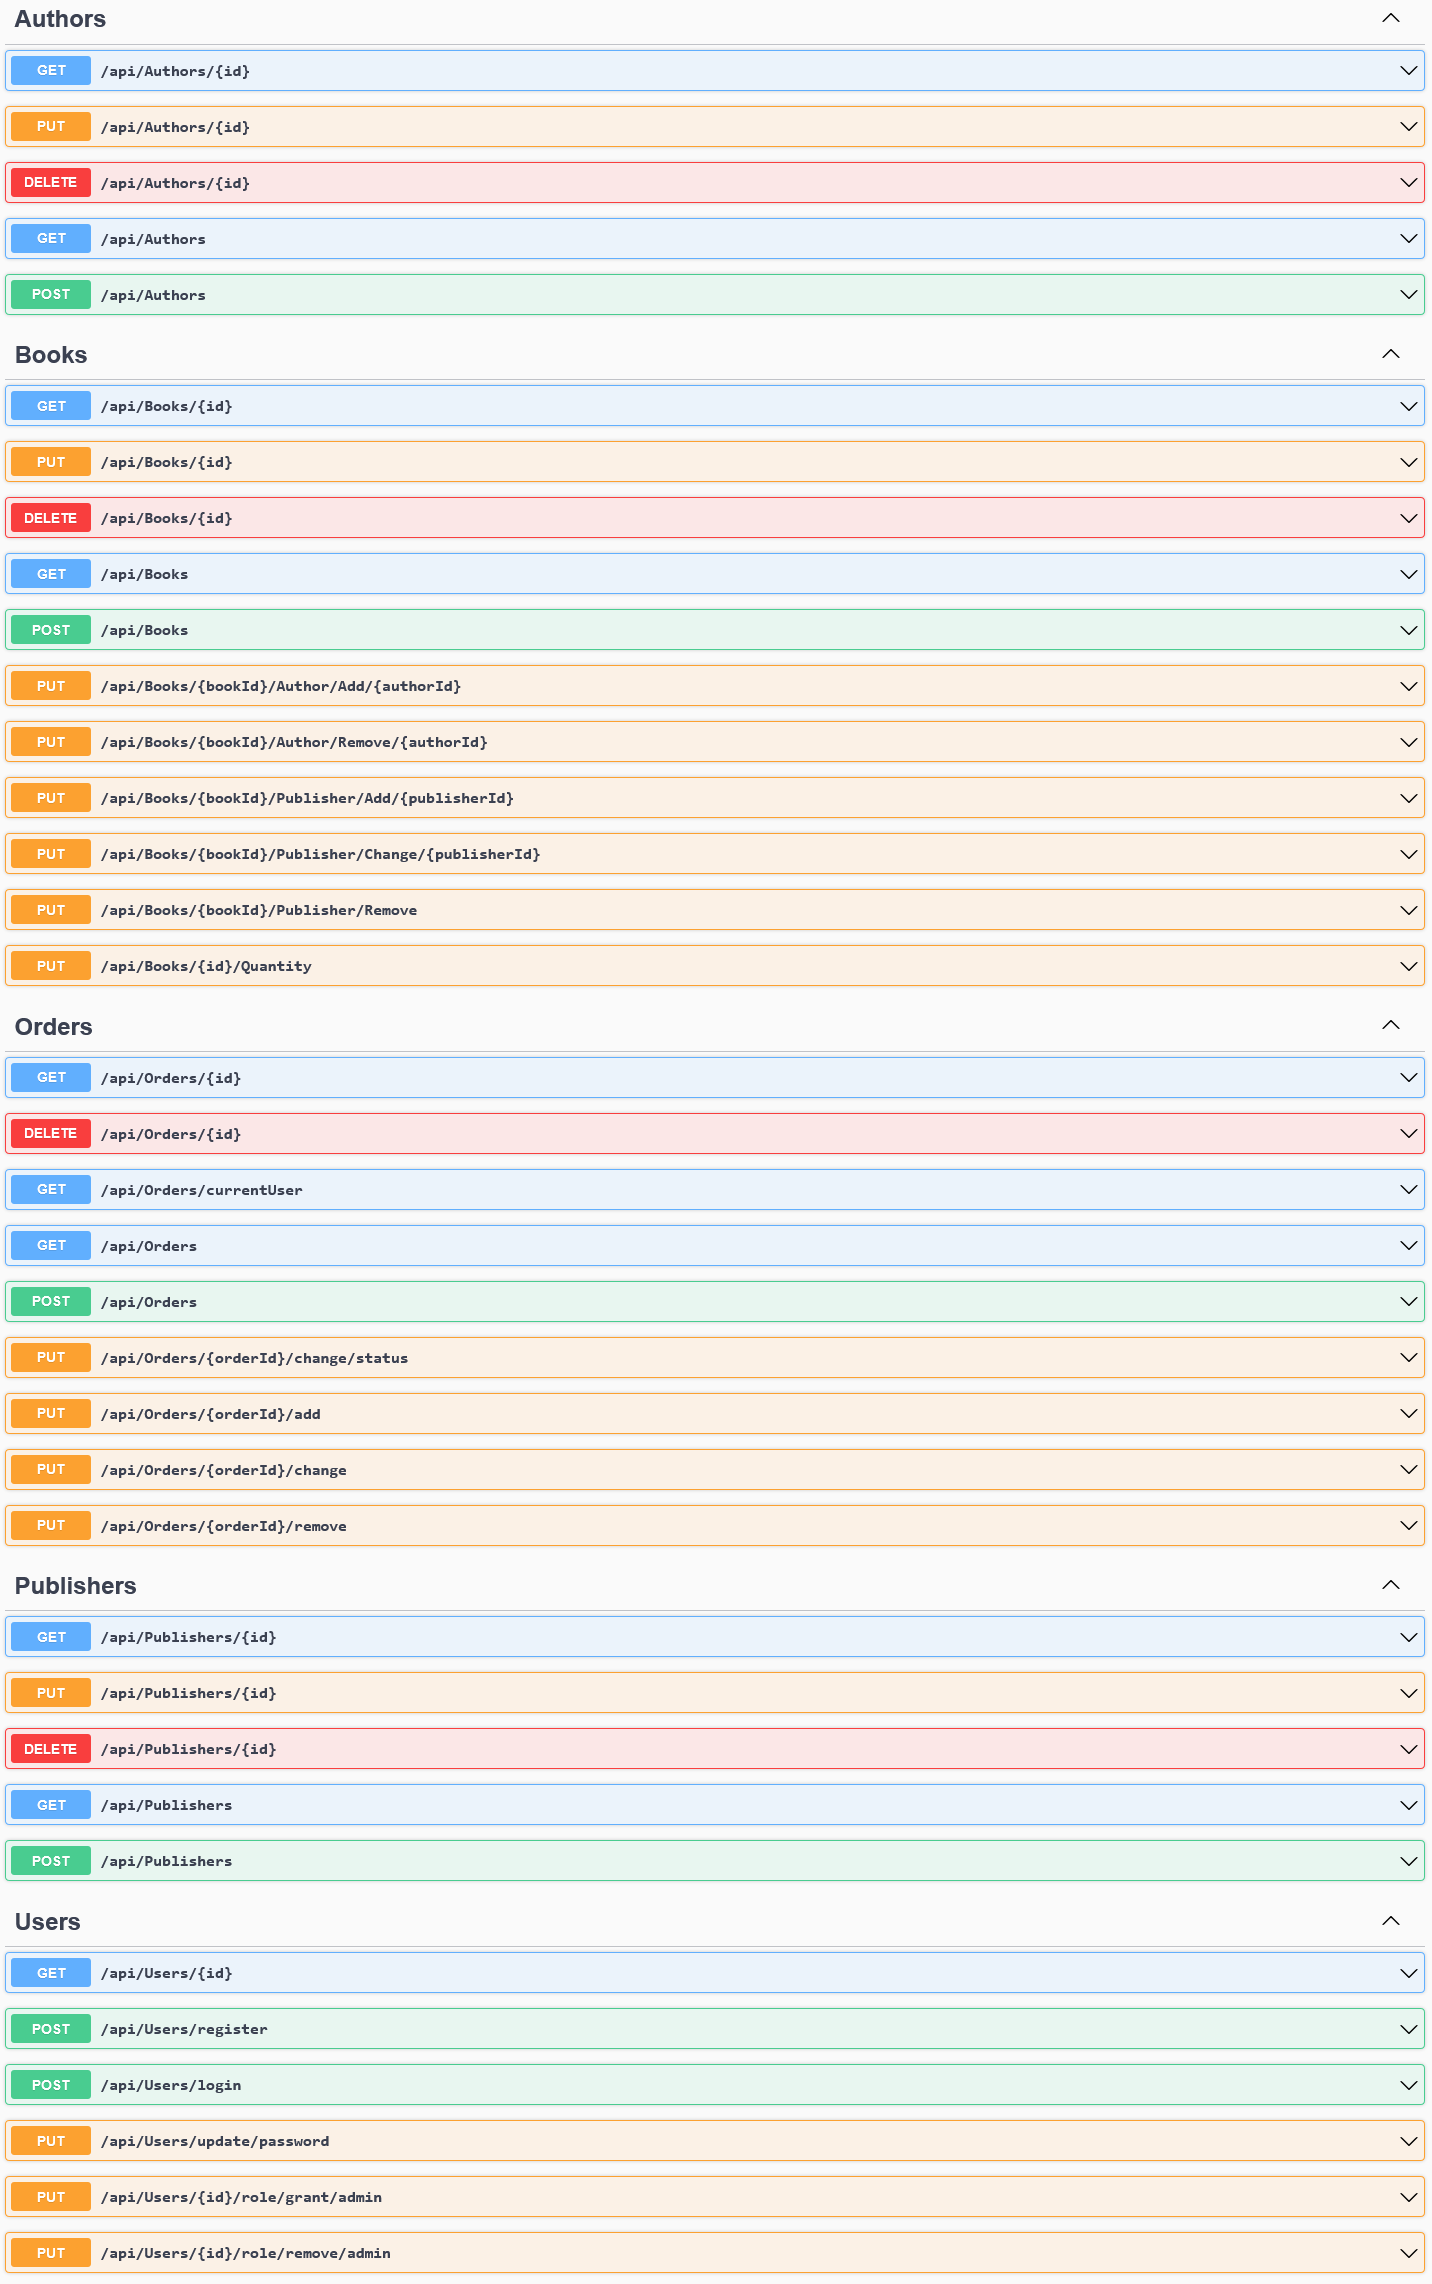 Authors
GET /api/Authors/{id}
PUT /api/Authors/{id}
DELETE /api/Authors/{id}
GET /api/Authors
POST /api/Authors
Books
GET /api/Books/{id}
PUT /api/Books/{id}
DELETE /api/Books/{id}
GET /api/Books
POST /api/Books
PUT /api/Books/{bookId}/Author/Add/{authorId}
PUT /api/Books/{bookId}/Author/Remove/{authorId}
PUT /api/Books/{bookId}/Publisher/Add/{publisherId}
PUT /api/Books/{bookId}/Publisher/Change/{publisherId}
PUT /api/Books/{bookId}/Publisher/Remove
PUT /api/Books/{id}/Quantity
Orders
GET /api/Orders/{id}
DELETE /api/Orders/{id}
GET /api/Orders/currentUser
GET /api/Orders
POST /api/Orders
PUT /api/Orders/{orderId}/change/status
PUT /api/Orders/{orderId}/add
PUT /api/Orders/{orderId}/change
PUT /api/Orders/{orderId}/remove
Publishers
GET /api/Publishers/{id}
PUT /api/Publishers/{id}
DELETE /api/Publishers/{id}
GET /api/Publishers
POST /api/Publishers
Users
GET /api/Users/{id}
POST /api/Users/register
POST /api/Users/login
PUT /api/Users/update/password
PUT /api/Users/{id}/role/grant/admin
PUT /api/Users/{id}/role/remove/admin